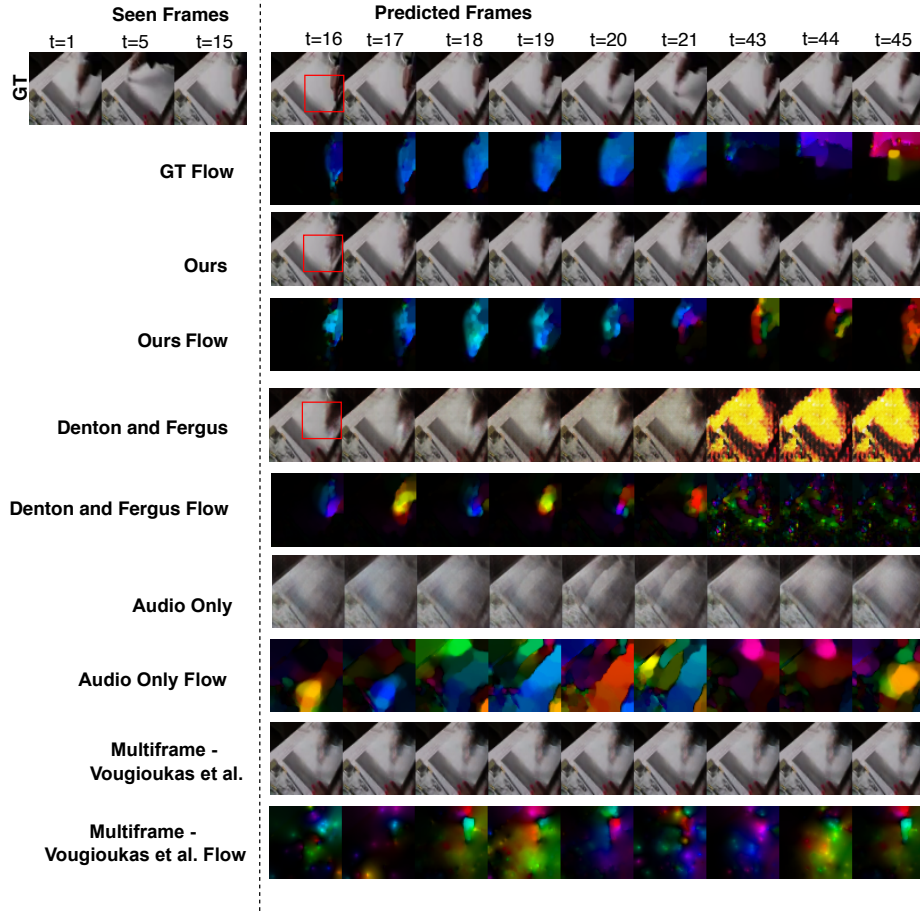 Seen Frames
Predicted Frames
t=1 t=5 t=15 t=16 t=17 t=18 t=19 t=20 t=21 t=43 t=44 t=45
GT
GT Flow
Ours
Ours Flow
Denton and Fergus
Denton and Fergus Flow
Audio Only
Audio Only Flow
Multiframe -
Vougioukas et al.
Multiframe -
Vougioukas et al. Flow